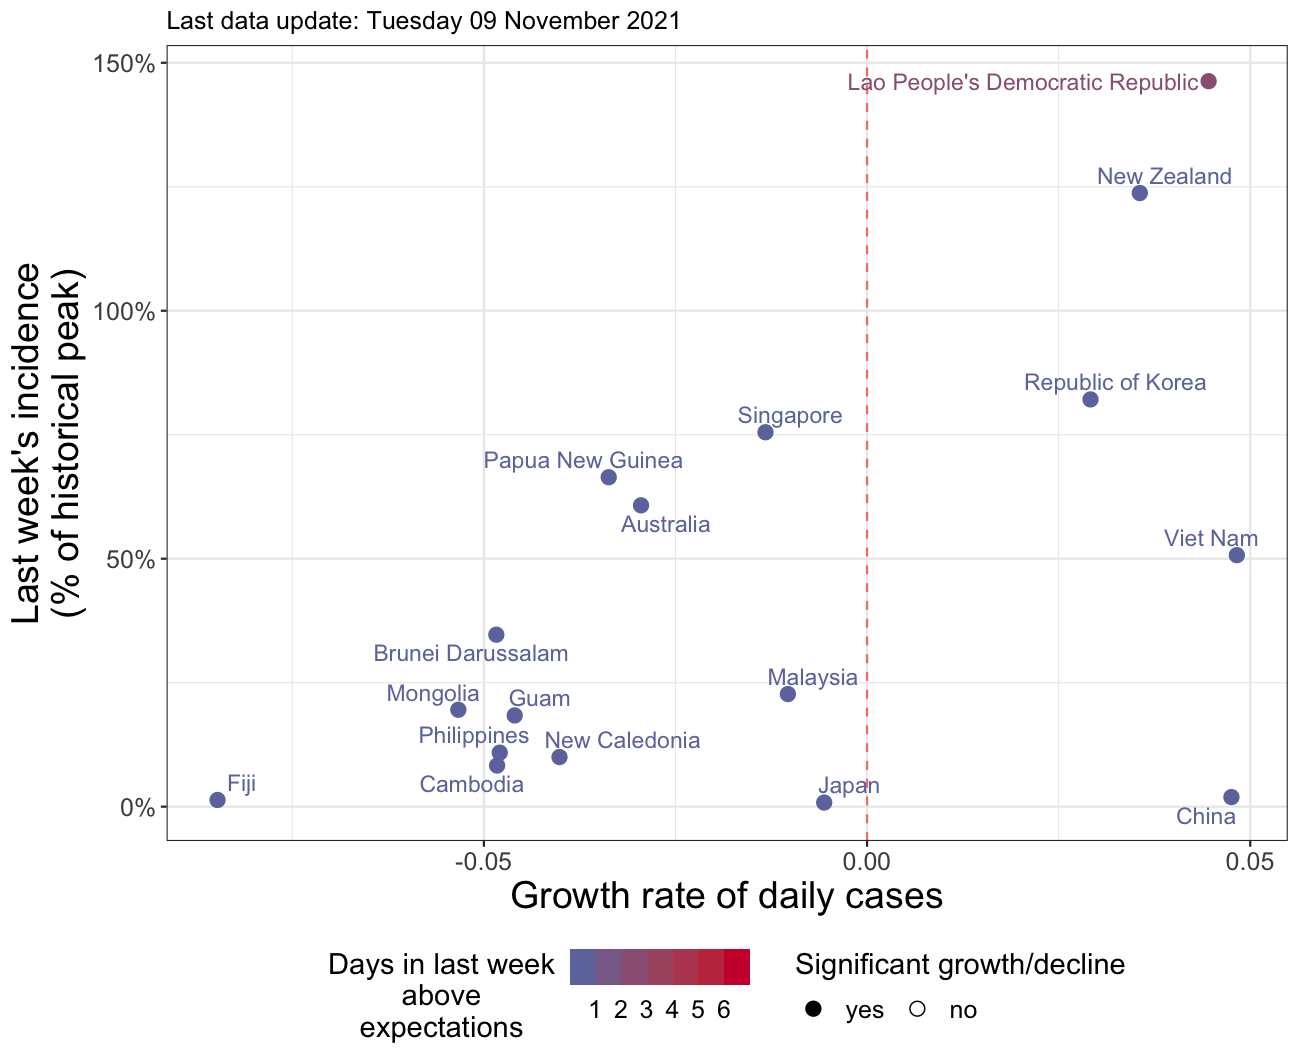 Last data update: Tuesday 09 November 2021
150%
Lao People's Democratic Republic
New Zealand
100%
Republic of Korea
Singapore
Papua New Guinea
Australia
Viet Nam
50%
Brunei Darussalam
Malaysia
Mongolia
Guam
Philippines
New Caledonia
Cambodia
Fiji
Japan
0%
China
Last week's incidence
(% of historical peak)
-0.05 0.00 0.05
Growth rate of daily cases
Days in last week
above
expectations
1 2 3 4 5 6
Significant growth/decline
yes no